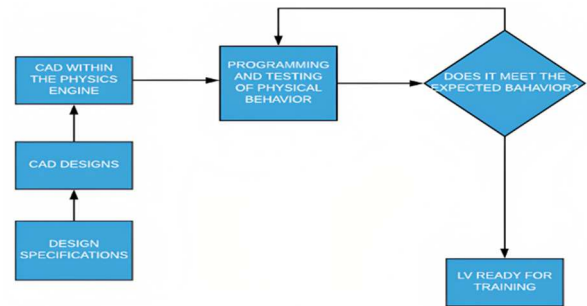 CAD WITHIN
THE PHYSICS
ENGINE
PROGRAMMING
AND TESTING
OF PHYSICAL
BEHAVIOR
DOES IT MEET THE
EXPECTED BAHAVIOR?
CAD DESIGNS
DESIGN
SPECIFICATIONS
LV READY FOR
TRAINING